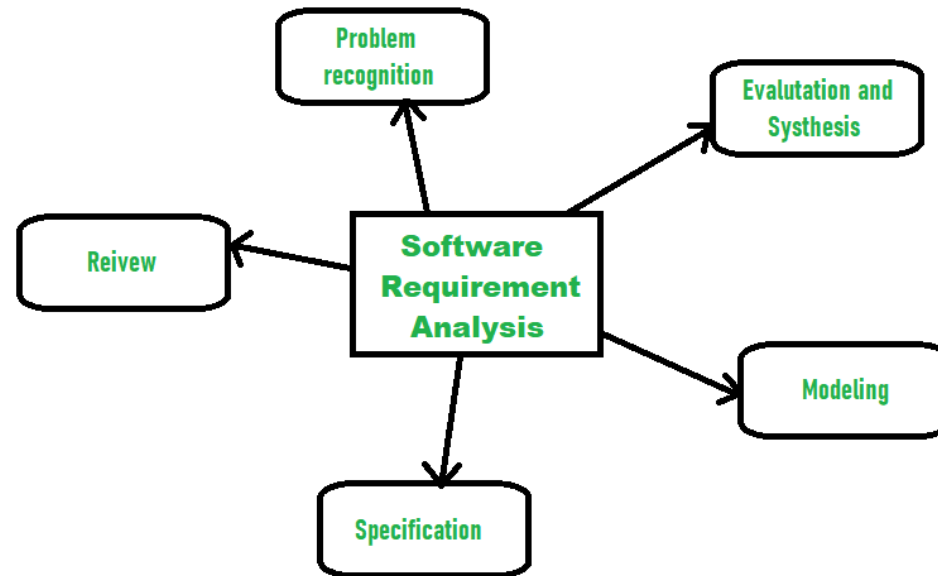 Problem
recognition
Evalutation and
Systhesis
Software
Requirement
Analysis
Reivew
Modeling
Specification